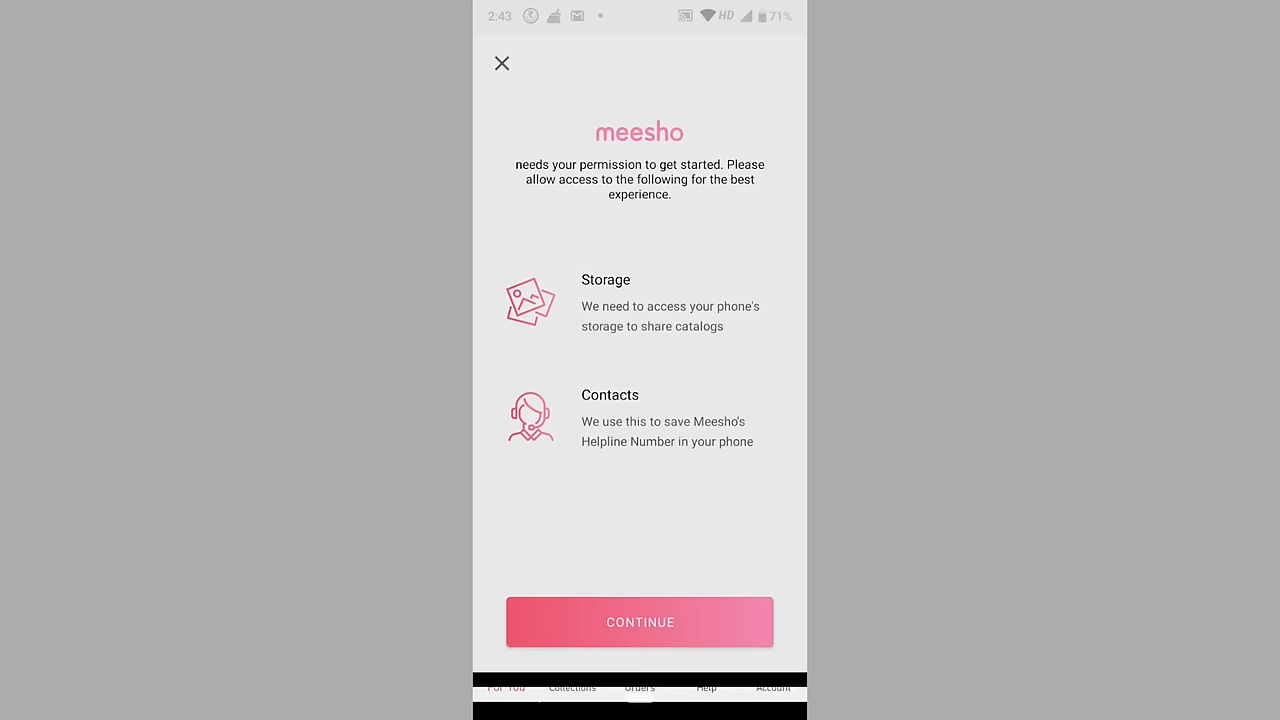 2:43 HD 71%
meesho
needs your permission to get started. Please
allow access to the following for the best
experience.
Storage
We need to access your phone's
storage to share catalogs
Contacts
We use this to save Meesho's
Helpline Number in your phone
CONTINUE
For You Collections Orders Help Account